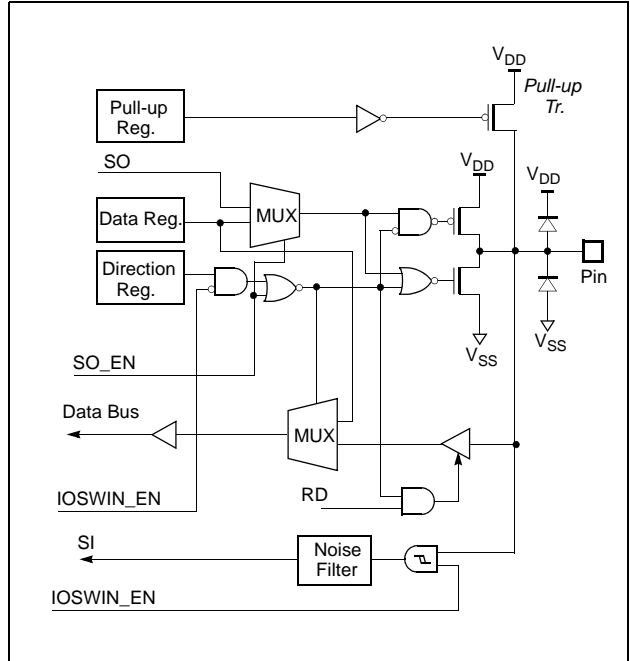 V_DD
Pull-up
Tr.
Pull-up
Reg.
SO
V_DD
V_DD
Data Reg.
MUX
Direction
Reg.
Pin
V_SS
V_SS
SO_EN
Data Bus
MUX
RD
IOSWIN_EN
SI
Noise
Filter
IOSWIN_EN